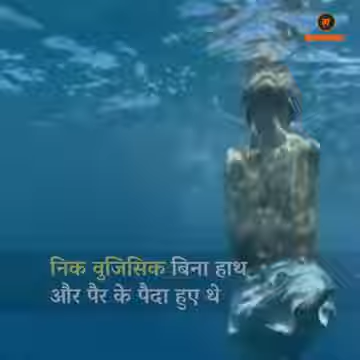 निक वुजिसिक बिना हाथ
और पैर के पैदा हुए थे